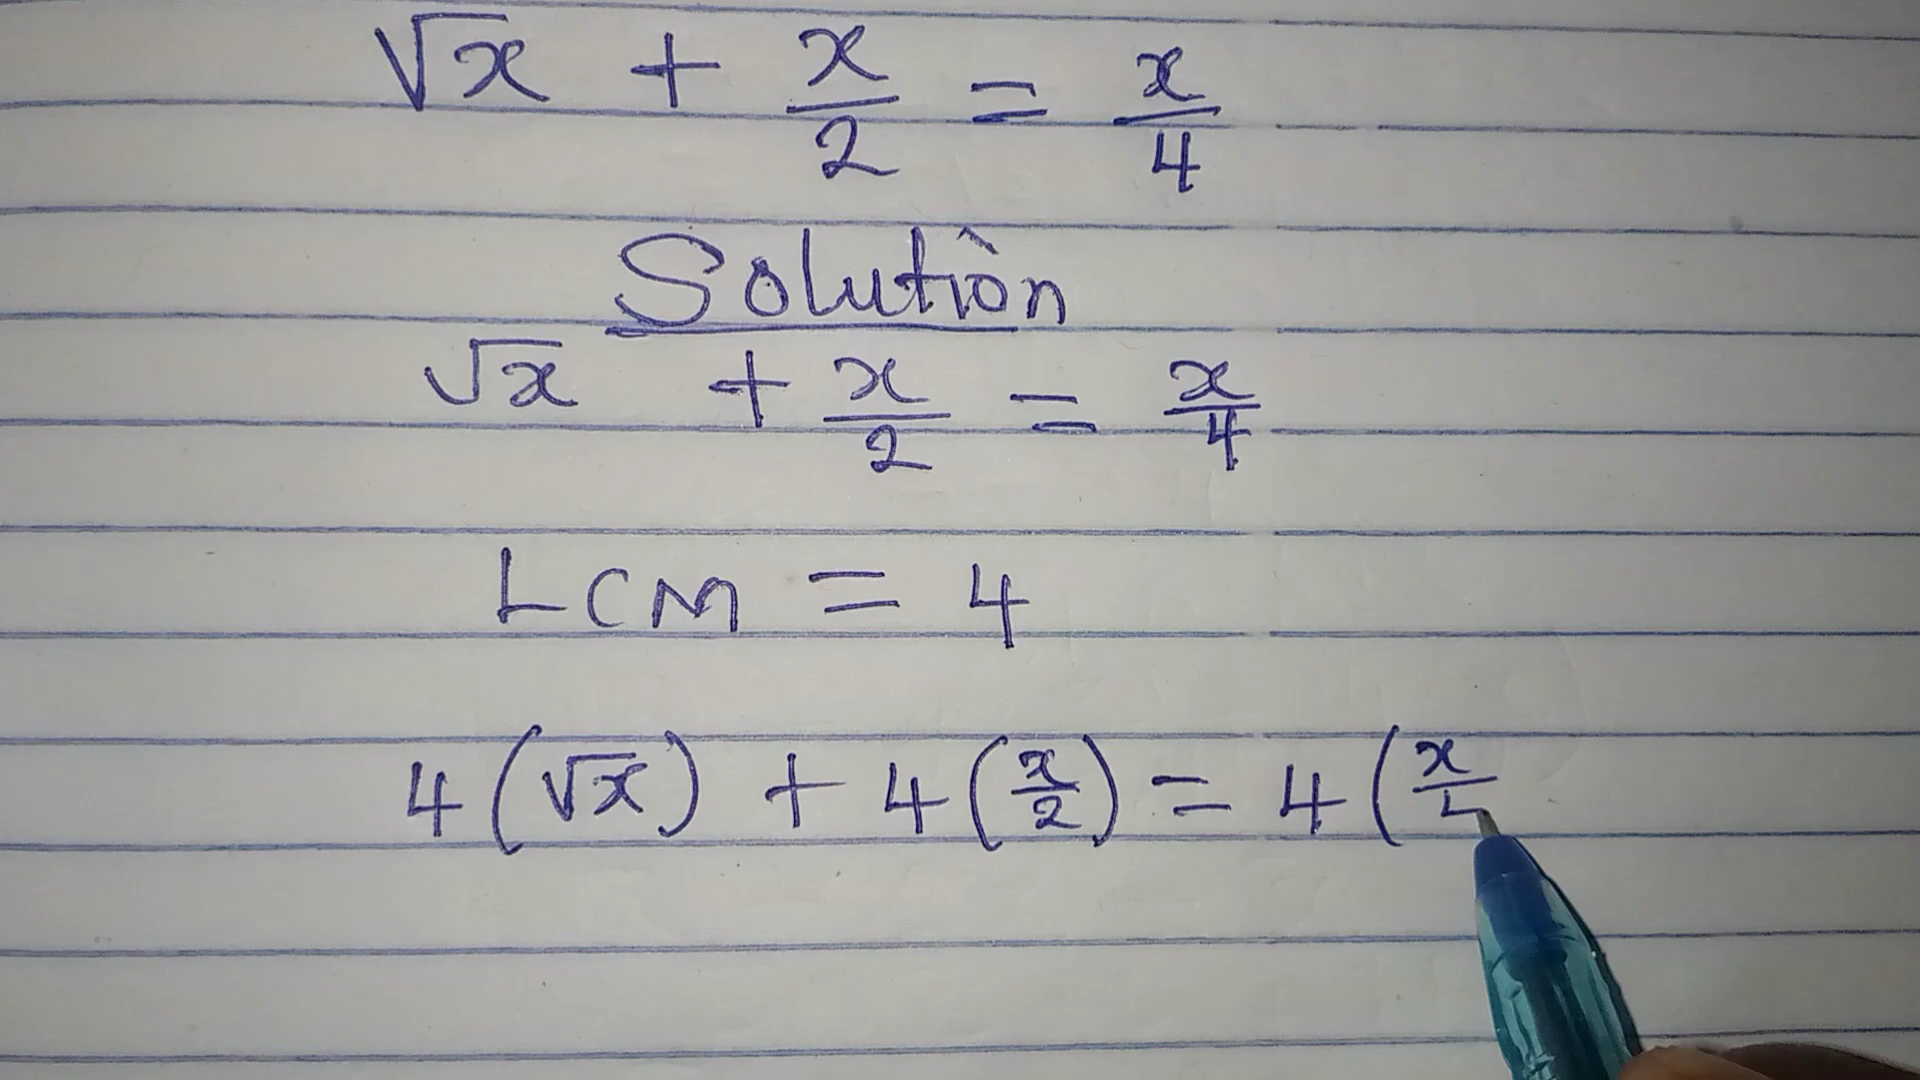 √x + x/2 = x/4
Solution
√x + x/2 = x/4
LCM = 4
4(√x) + 4(x/2) = 4(x/